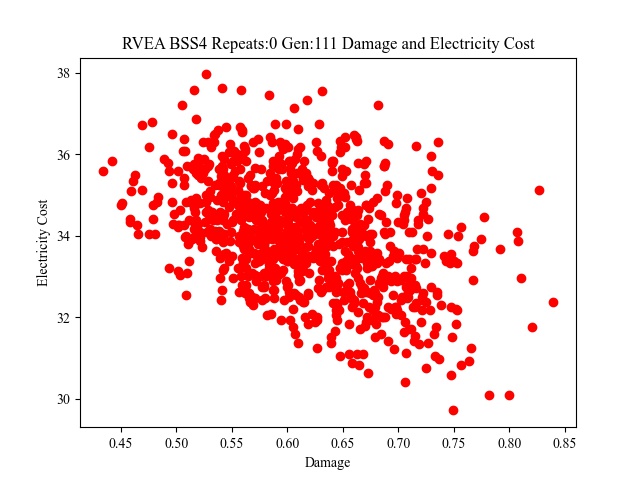 RVEA BSS4 Repeats:0 Gen:111 Damage and Electricity Cost
38
36
34
32
30
Electricity Cost
0.45 0.50 0.55 0.60 0.65 0.70 0.75 0.80 0.85
Damage